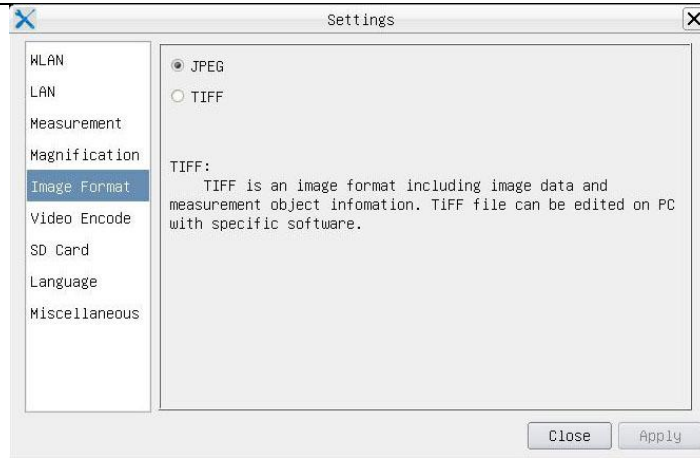 Settings
WLAN
LAN
Measurement
Magnification
Image Format
Video Encode
SD Card
Language
Miscellaneous
JPEG
TIFF
TIFF:
TIFF is an image format including image data and
measurement object infomation. TiFF file can be edited on PC
with specific software.
Close
Apply